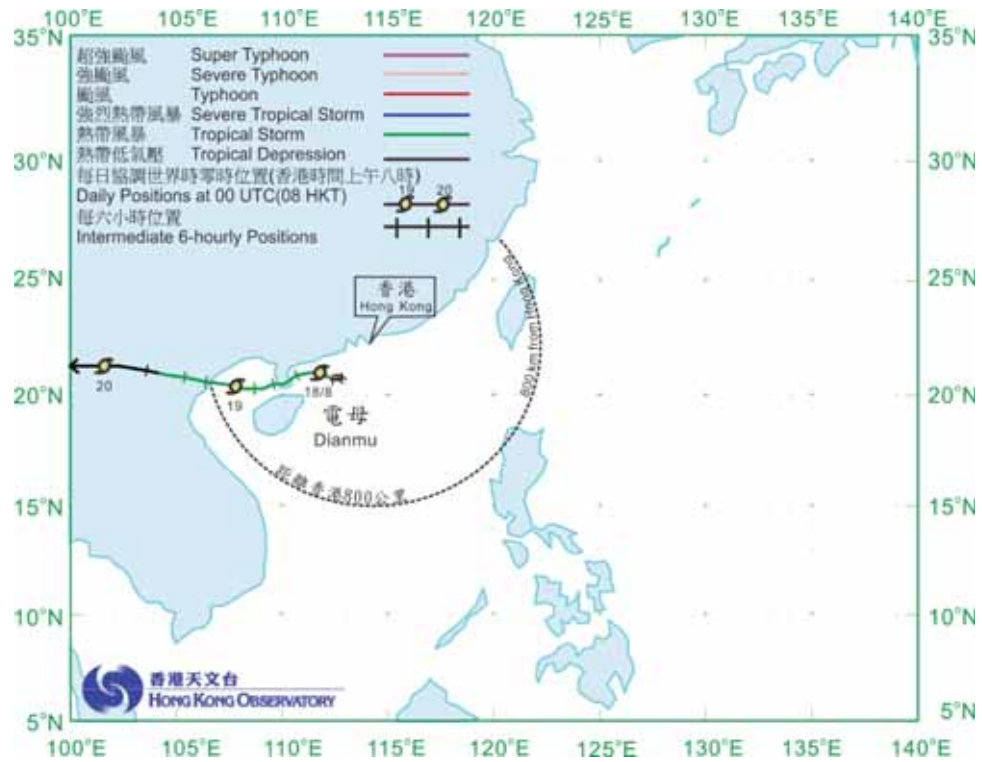 100°E 105°E 110°E 115°E 120°E 125°E 130°E 135°E 140°E
35°N 35°N
超強颱風 Super Typhoon
強颱風 Severe Typhoon
颱風 Typhoon
強烈熱帶風暴 Severe Tropical Storm
熱帶風暴 Tropical Storm
熱帶低氣壓 Tropical Depression
30°N 30°N
每日協調世界時零時位置(香港時間上午八時)
Daily Positions at 00 UTC(08 HKT)
19 20
每六小時位置
Intermediate 6-hourly Positions
25°N 25°N
香港
Hong Kong
800 km from Hong Kong
20°N 20°N
20
19
18/8
電母
Dianmu
距離香港800公里
15°N 15°N
10°N 10°N
香港天文台
HONG KONG OBSERVATORY
5°N 5°N
100°E 105°E 110°E 115°E 120°E 125°E 130°E 135°E 140°E